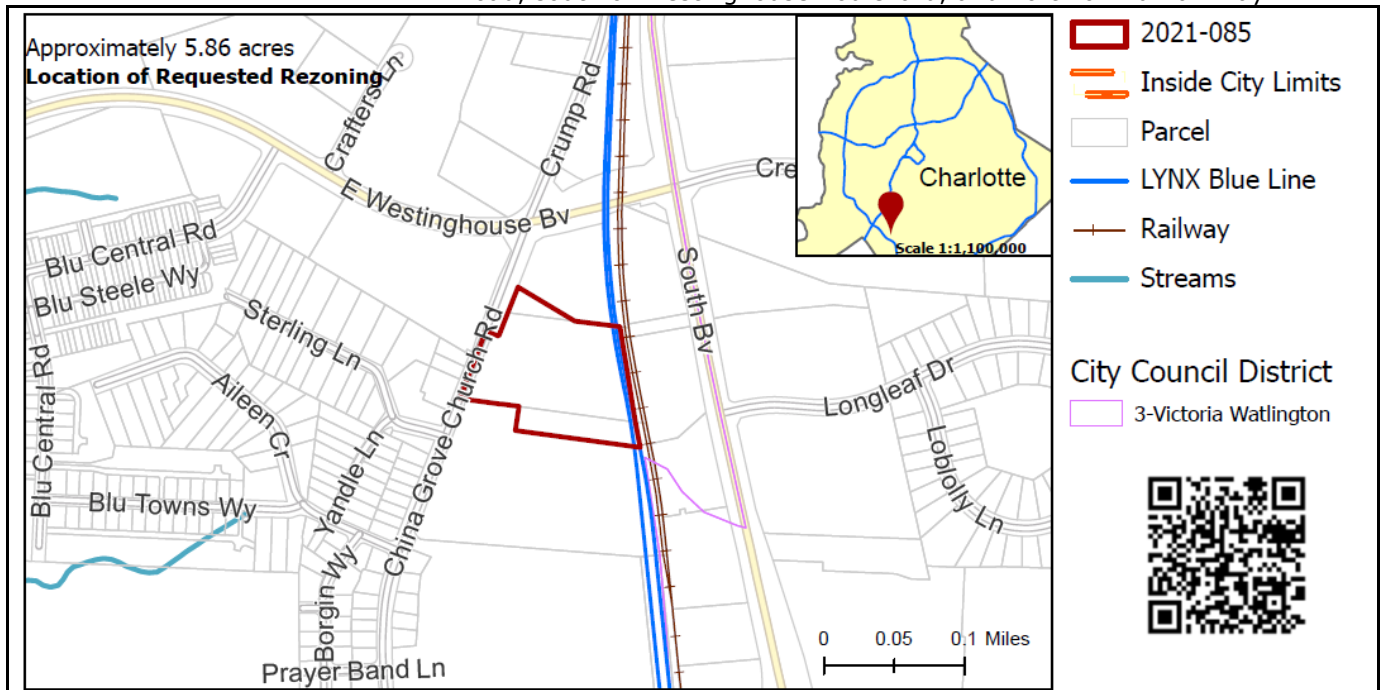 Approximately 5.86 acres
Location of Requested Rezoning
Crafters Ln
Crump Rd
E Westinghouse Bv
Cre
Charlotte
Scale 1:1,100,000
Blu Central Rd
Blu Steele Wy
Sterling Ln
South Bv
Aileen Cr
Blu Central Rd
China Grove Church Rd
Yandle Ln
Longleaf Dr
Loblolly Ln
Blu Towns Wy
Borgin Wy
Prayer Band Ln
0 0.05 0.1 Miles
2021-085
Inside City Limits
Parcel
LYNX Blue Line
Railway
Streams
City Council District
3-Victoria Watlington